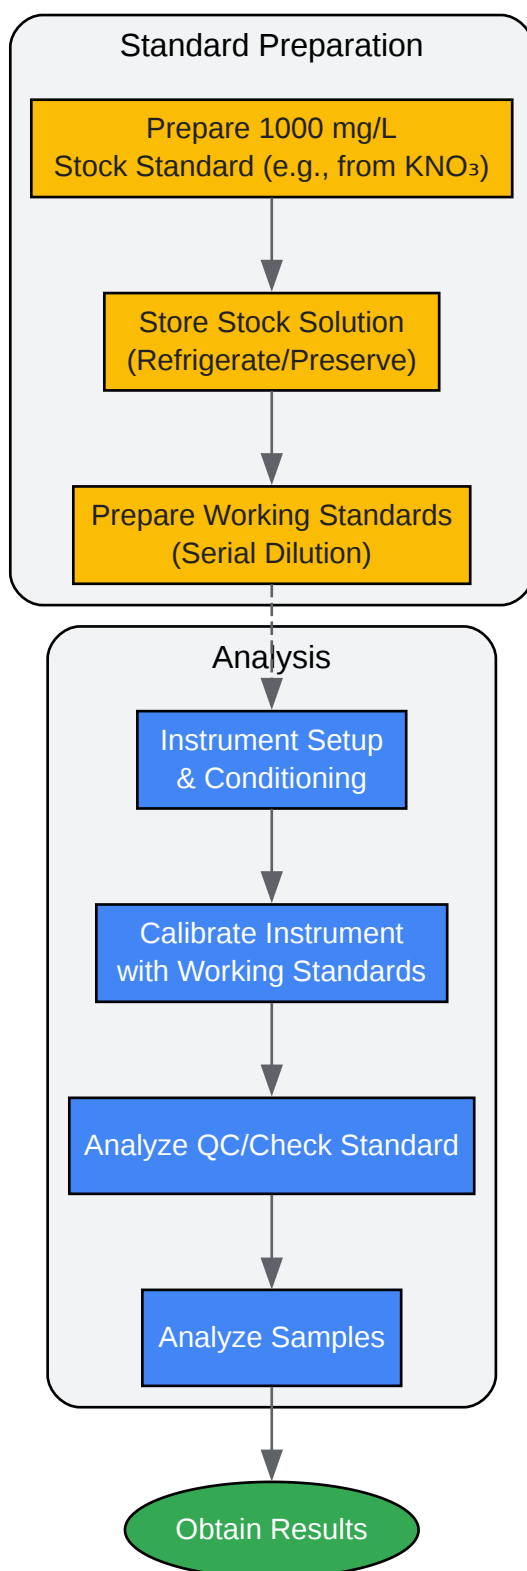 Standard Preparation
Prepare 1000 mg/L
Stock Standard (e.g., from KNO₃)
Store Stock Solution
(Refrigerate/Preserve)
Prepare Working Standards
(Serial Dilution)
Analysis
Instrument Setup
& Conditioning
Calibrate Instrument
with Working Standards
Analyze QC/Check Standard
Analyze Samples
Obtain Results